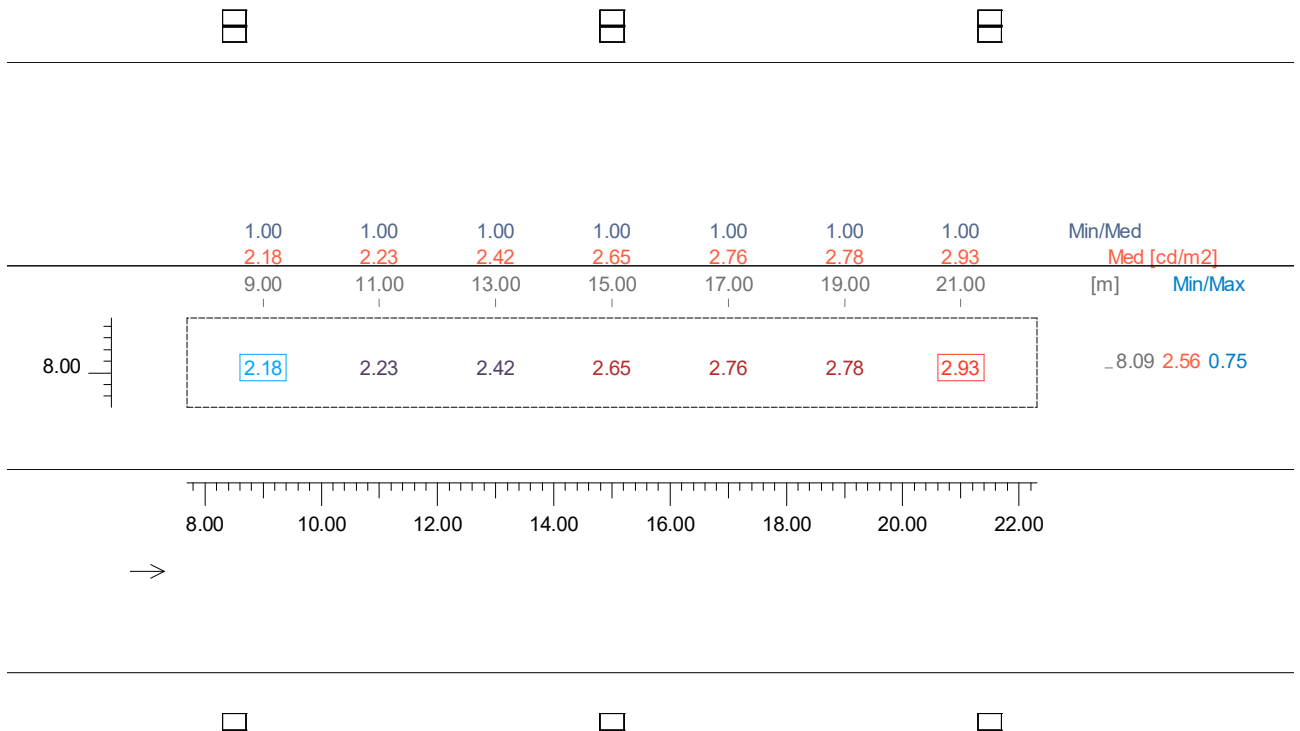 1.00 1.00 1.00 1.00 1.00 1.00 1.00 Min/Med
2.18 2.23 2.42 2.65 2.76 2.78 2.93 Med [cd/m2]
9.00 11.00 13.00 15.00 17.00 19.00 21.00 [m] Min/Max
8.00 2.18 2.23 2.42 2.65 2.76 2.78 2.93 8.09 2.56 0.75
8.00 10.00 12.00 14.00 16.00 18.00 20.00 22.00